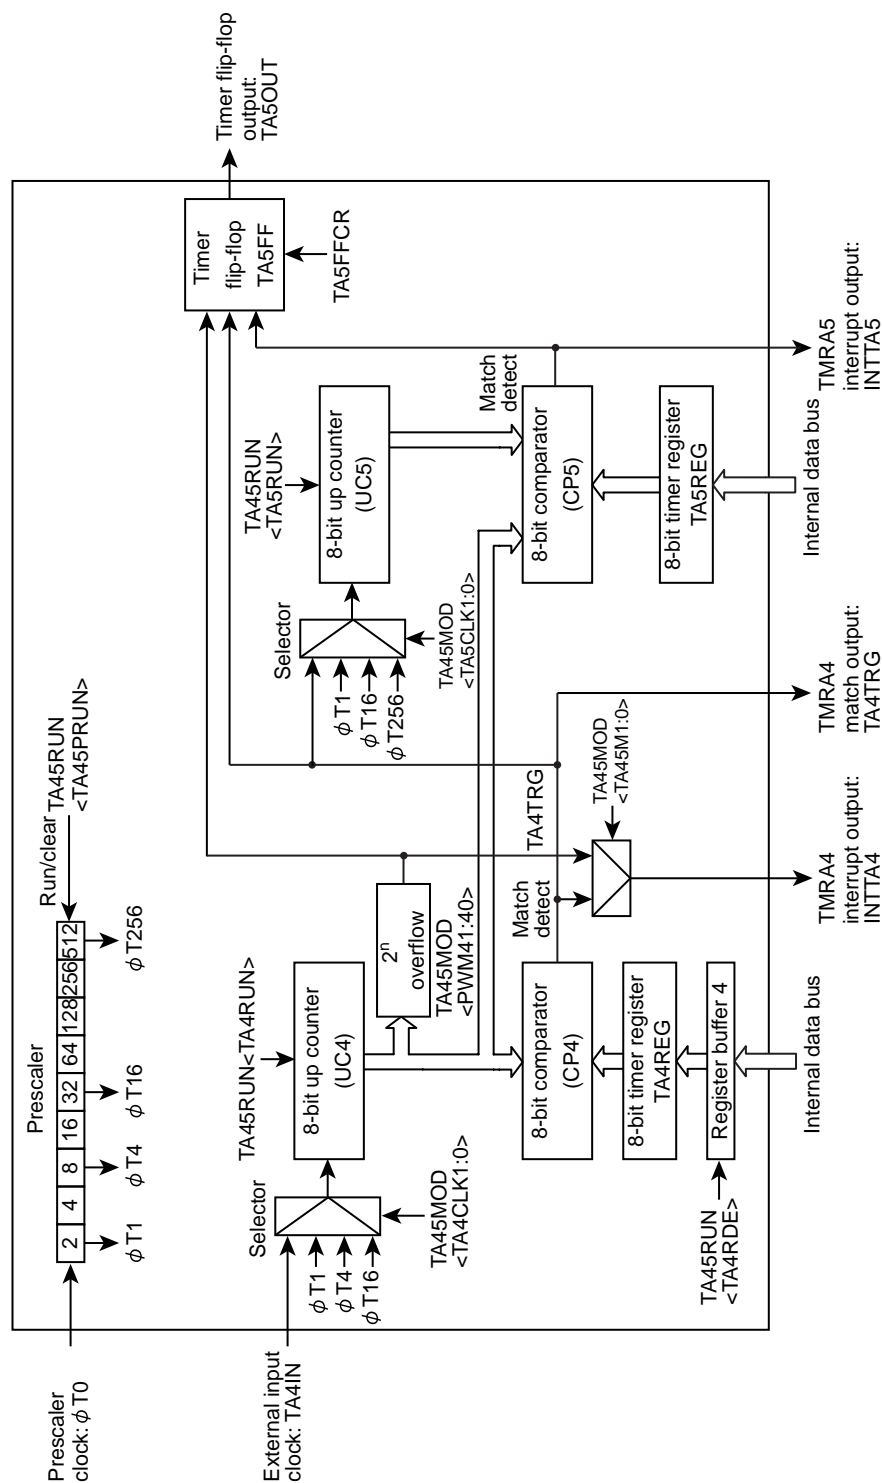 Prescaler
clock: φT0
Prescaler
2
4
8
16
32
64
128
256
512
φT1
φT4
φT16
φT256
Run/clear
TA45RUN
<TA45PRUN>
External input
clock: TA4IN
Selector
φT1
φT4
φT16
TA45MOD
<TA4CLK1:0>
TA45RUN<TA4RUN>
8-bit up counter
(UC4)
2n
overflow
TA45MOD
<PWM41:40>
8-bit comparator
(CP4)
Match
detect
TA4TRG
8-bit timer register
TA4REG
Register buffer 4
TA45RUN
<TA4RDE>
Internal data bus
TA45MOD
<TA45M1:0>
TMRA4
interrupt output:
INTTA4
TMRA4
match output:
TA4TRG
Selector
φT1
φT16
φT256
TA45MOD
<TA5CLK1:0>
TA45RUN
<TA5RUN>
8-bit up counter
(UC5)
8-bit comparator
(CP5)
Match
detect
8-bit timer register
TA5REG
Internal data bus
TMRA5
interrupt output:
INTTA5
Timer
flip-flop
TA5FF
TA5FFCR
Timer flip-flop
output:
TA5OUT